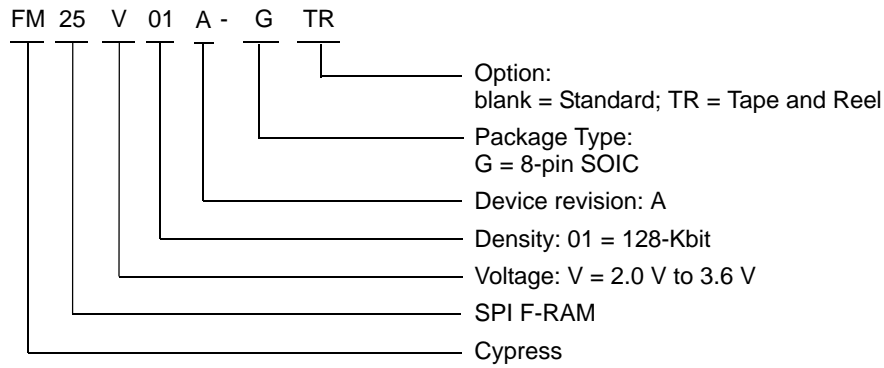 FM 25 V 01 A - G TR
Option:
blank = Standard; TR = Tape and Reel
Package Type:
G = 8-pin SOIC
Device revision: A
Density: 01 = 128-Kbit
Voltage: V = 2.0 V to 3.6 V
SPI F-RAM
Cypress